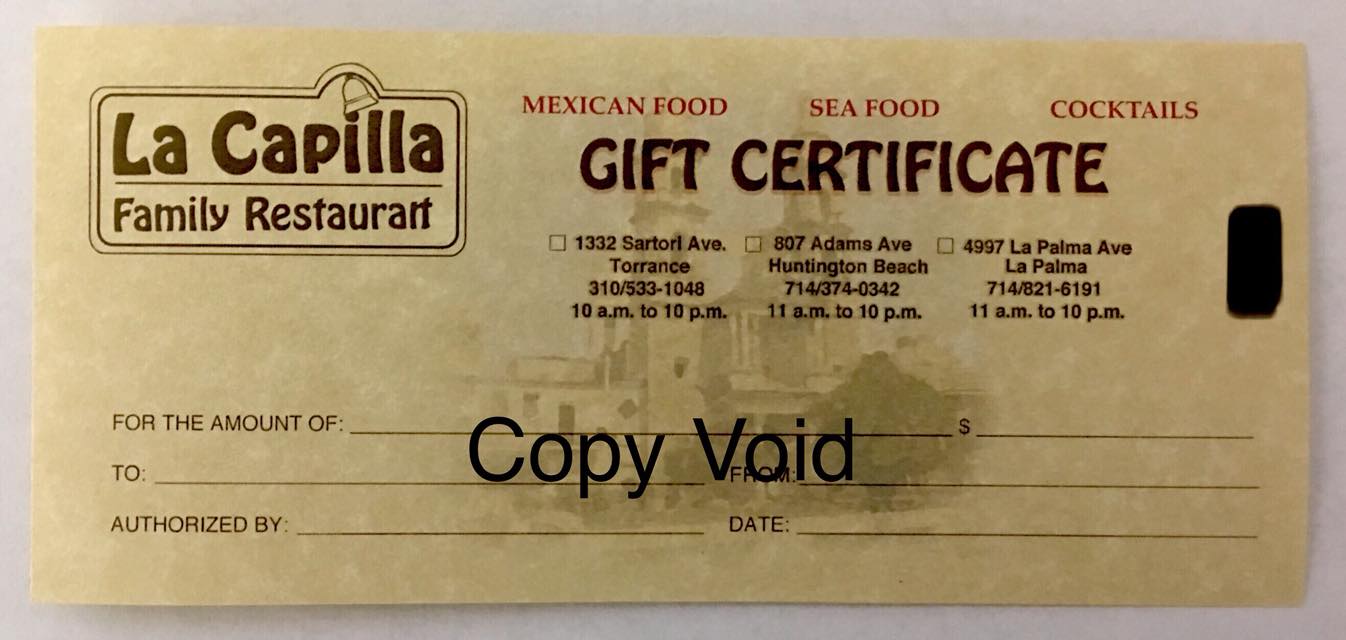 La Capilla
Family Restaurant
MEXICAN FOOD SEA FOOD COCKTAILS
GIFT CERTIFICATE
1332 Sartori Ave.
Torrance
310/533-1048
10 a.m. to 10 p.m.
807 Adams Ave
Huntington Beach
714/374-0342
11 a.m. to 10 p.m.
4997 La Palma Ave
La Palma
714/821-6191
11 a.m. to 10 p.m.
FOR THE AMOUNT OF: $
Copy Void
TO: FROM:
AUTHORIZED BY: DATE: